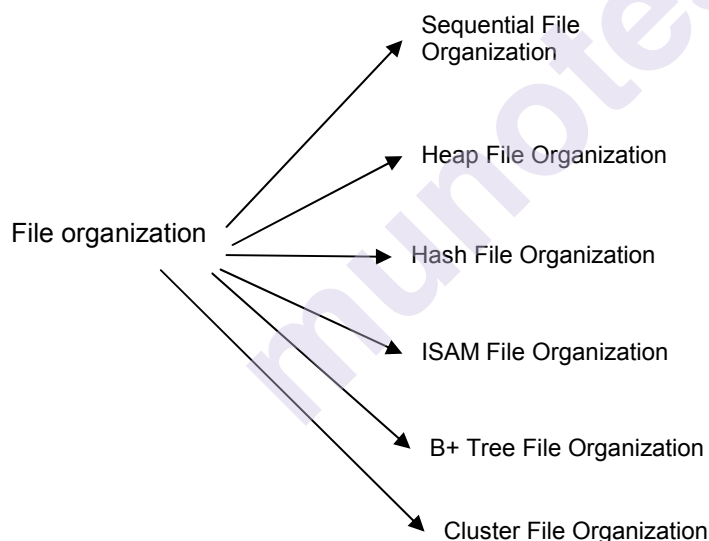 Sequential File
Organization
Heap File Organization
File organization
Hash File Organization
ISAM File Organization
B+ Tree File Organization
Cluster File Organization
munotes